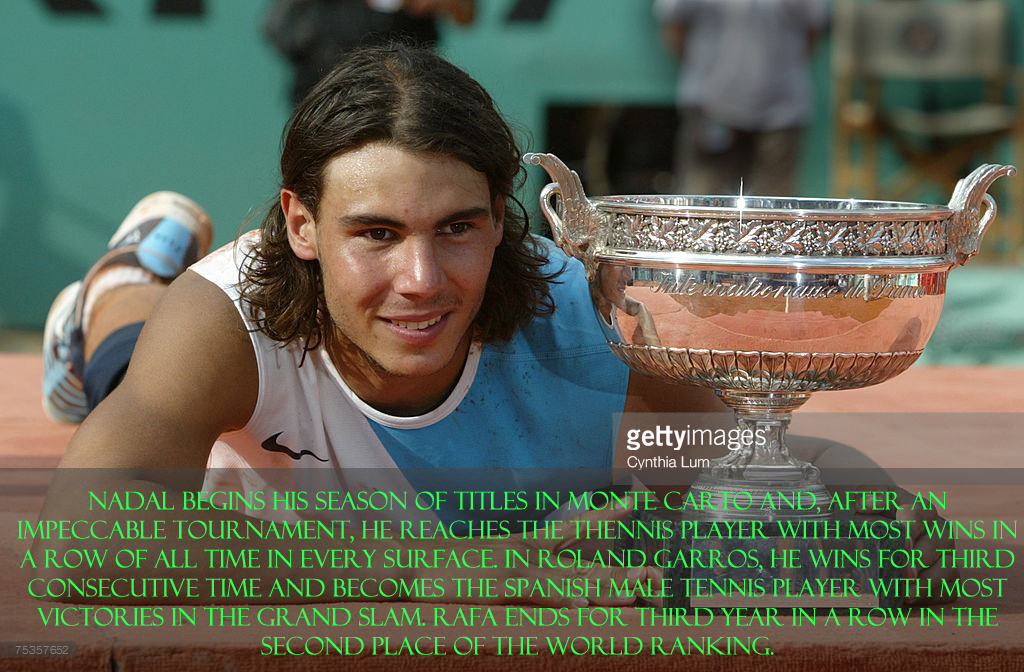 Internationaux de France
gettyimages
Cynthia Lum
NADAL BEGINS HIS SEASON OF TITLES IN MONTE CARTO AND, AFTER AN
IMPECCABLE TOURNAMENT, HE REACHES THE THENNIS PLAYER WITH MOST WINS IN
A ROW OF ALL TIME IN EVERY SURFACE. IN ROLAND GARROS, HE WINS FOR THIRD
CONSECUTIVE TIME AND BECOMES THE SPANISH MALE TENNIS PLAYER WITH MOST
VICTORIES IN THE GRAND SLAM. RAFA ENDS FOR THIRD YEAR IN A ROW IN THE
SECOND PLACE OF THE WORLD RANKING.
75357652